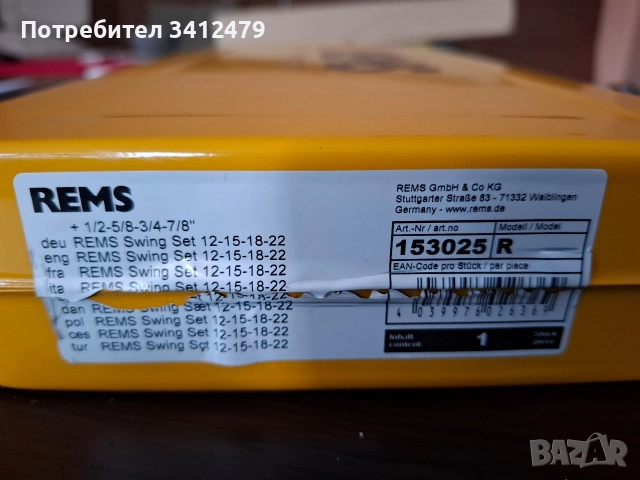 Потребител 3412479
REMS
+ 1/2-5/8-3/4-7/8"
deu REMS Swing Set 12-15-18-22
eng REMS Swing Set 12-15-18-22
fra REMS Swing Set 12-15-18-22
ita REMS Swing Set 12-15-18-22
dan REMS Swing Sæt 12-15-18-22
pol REMS Swing Set 12-15-18-22
ces REMS Swing Set 12-15-18-22
tur REMS Swing Set 12-15-18-22
REMS GmbH & Co KG
Stuttgarter Straße 83 - 71332 Waiblingen
Germany - www.rems.de
Art.-Nr / art.no Modell / Model
153025 R
EAN-Code pro Stück / per piece
Inhalt
content
1
Stück
BAZAR